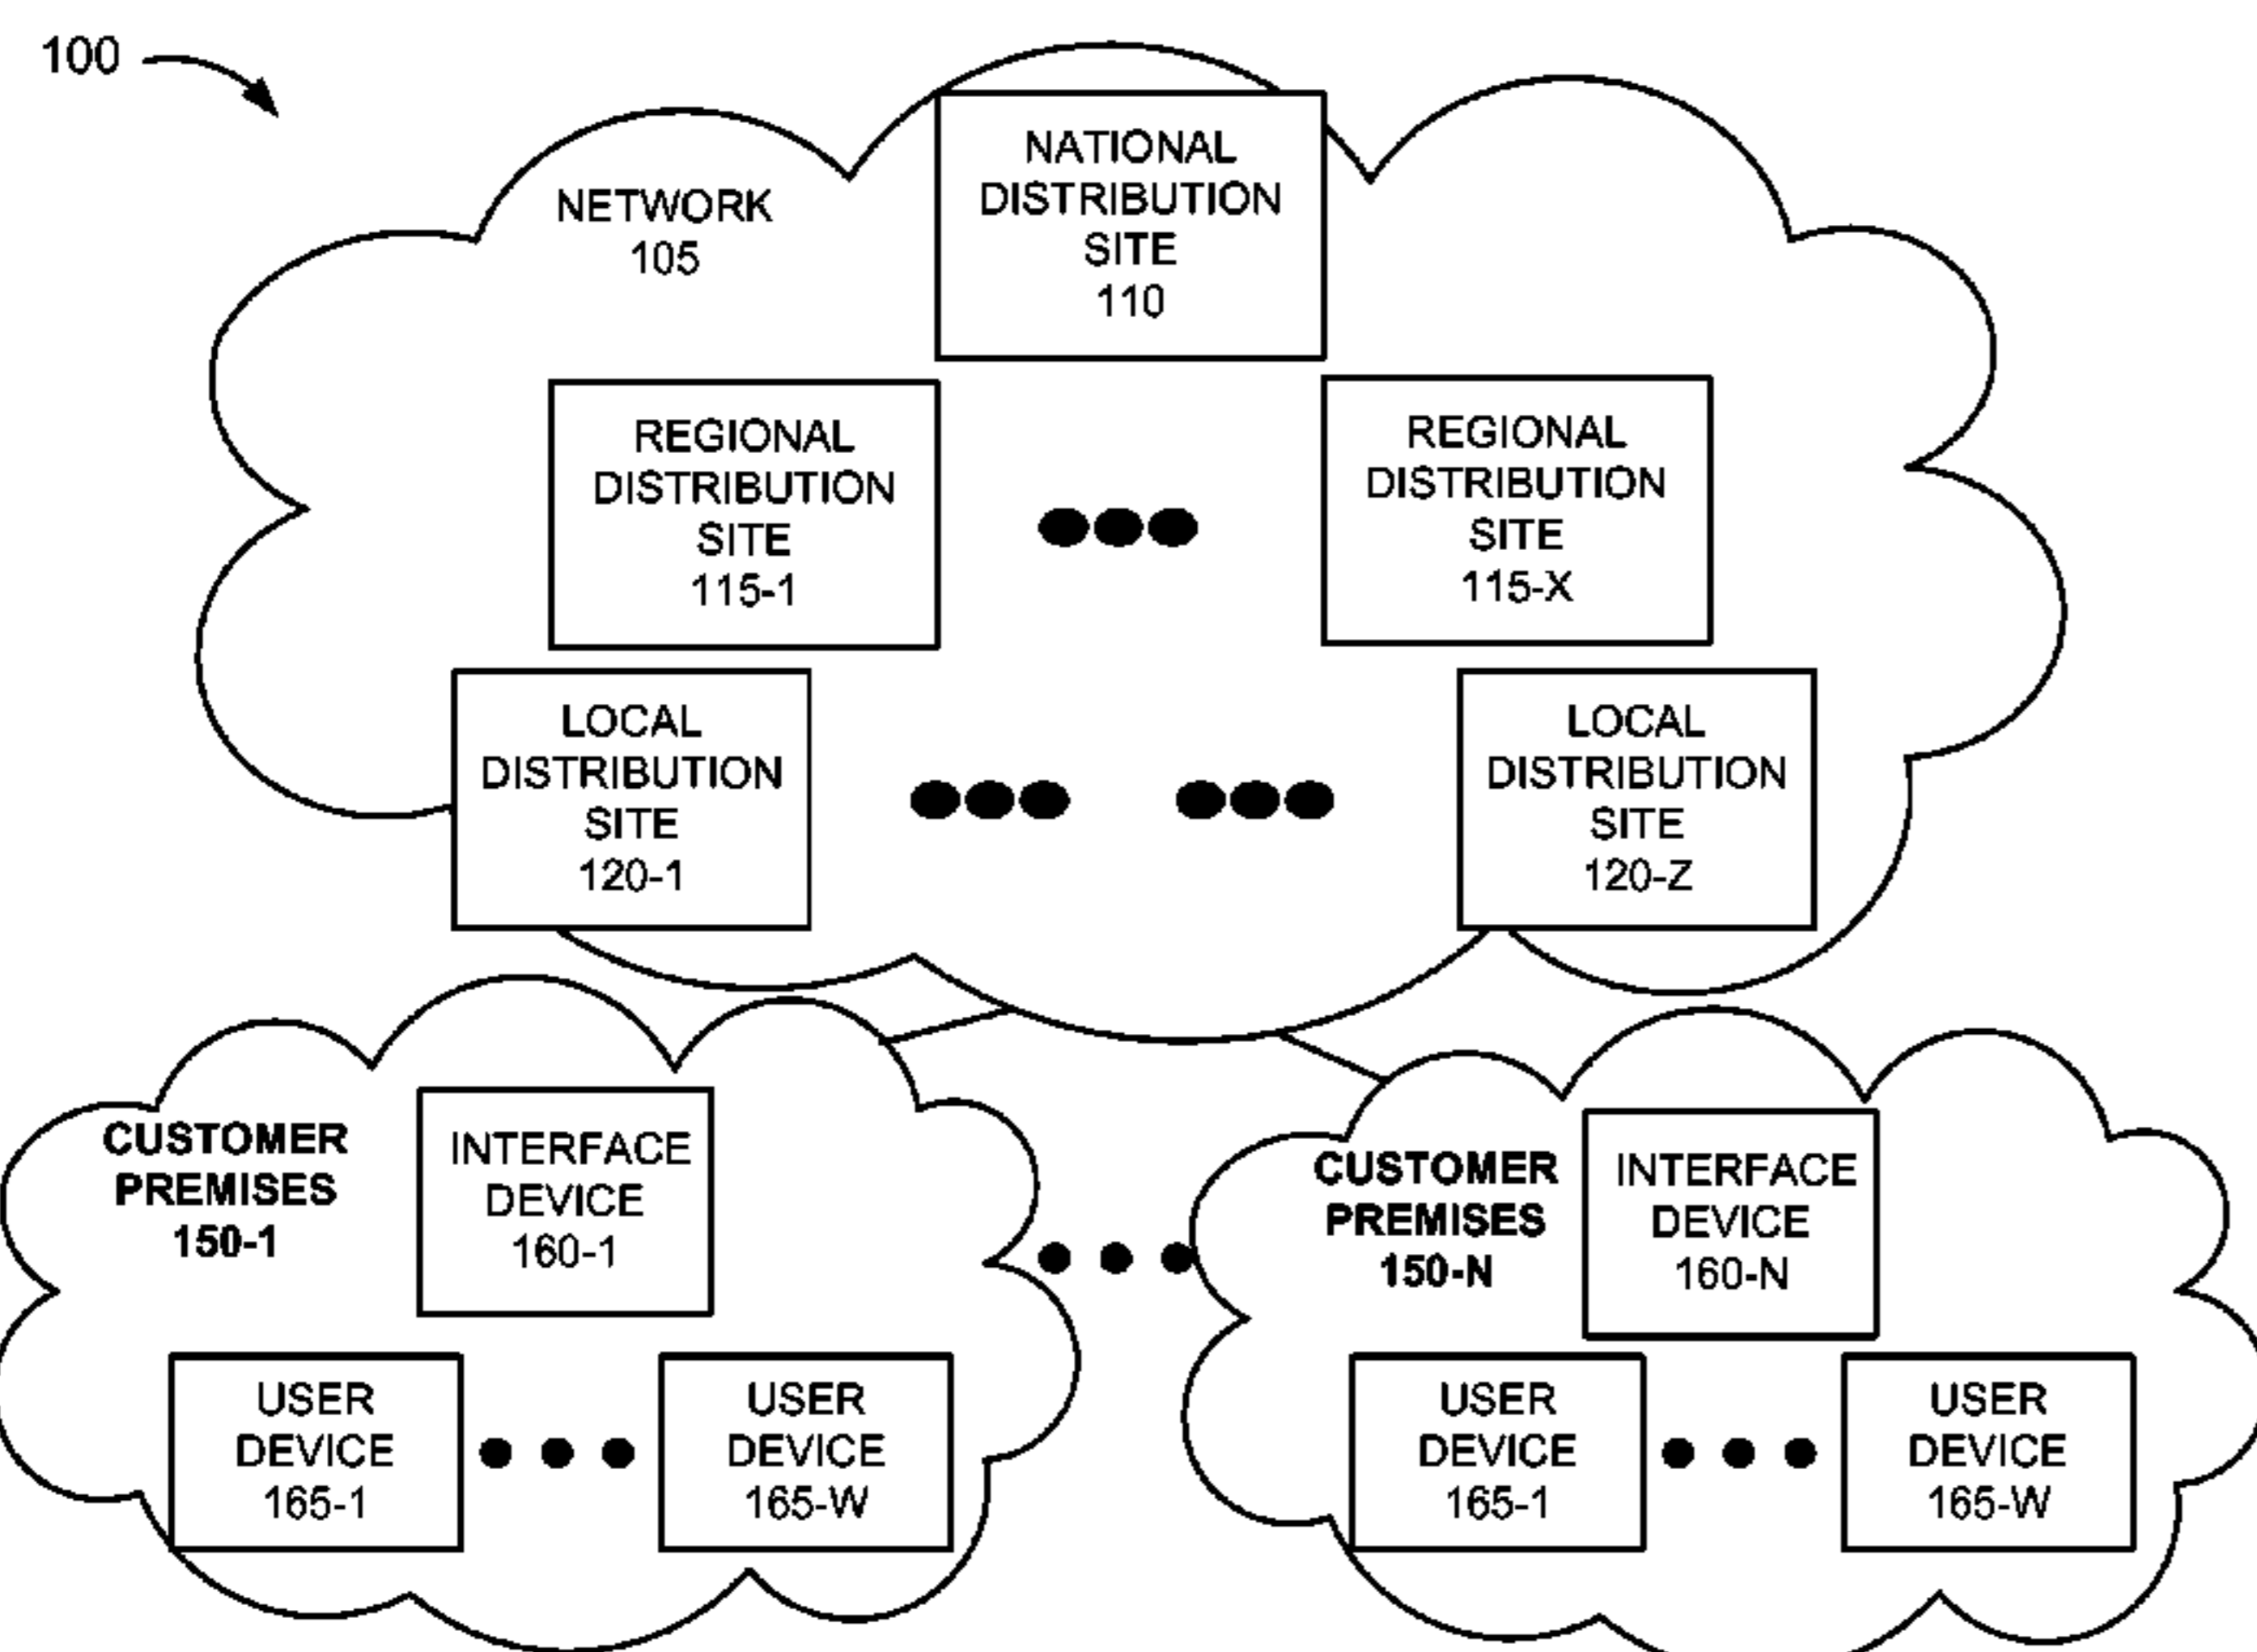 100
NETWORK
105
NATIONAL
DISTRIBUTION
SITE
110
REGIONAL
DISTRIBUTION
SITE
115-1
REGIONAL
DISTRIBUTION
SITE
115-X
LOCAL
DISTRIBUTION
SITE
120-1
LOCAL
DISTRIBUTION
SITE
120-Z
CUSTOMER
PREMISES
150-1
INTERFACE
DEVICE
160-1
USER
DEVICE
165-1
USER
DEVICE
165-W
CUSTOMER
PREMISES
150-N
INTERFACE
DEVICE
160-N
USER
DEVICE
165-1
USER
DEVICE
165-W